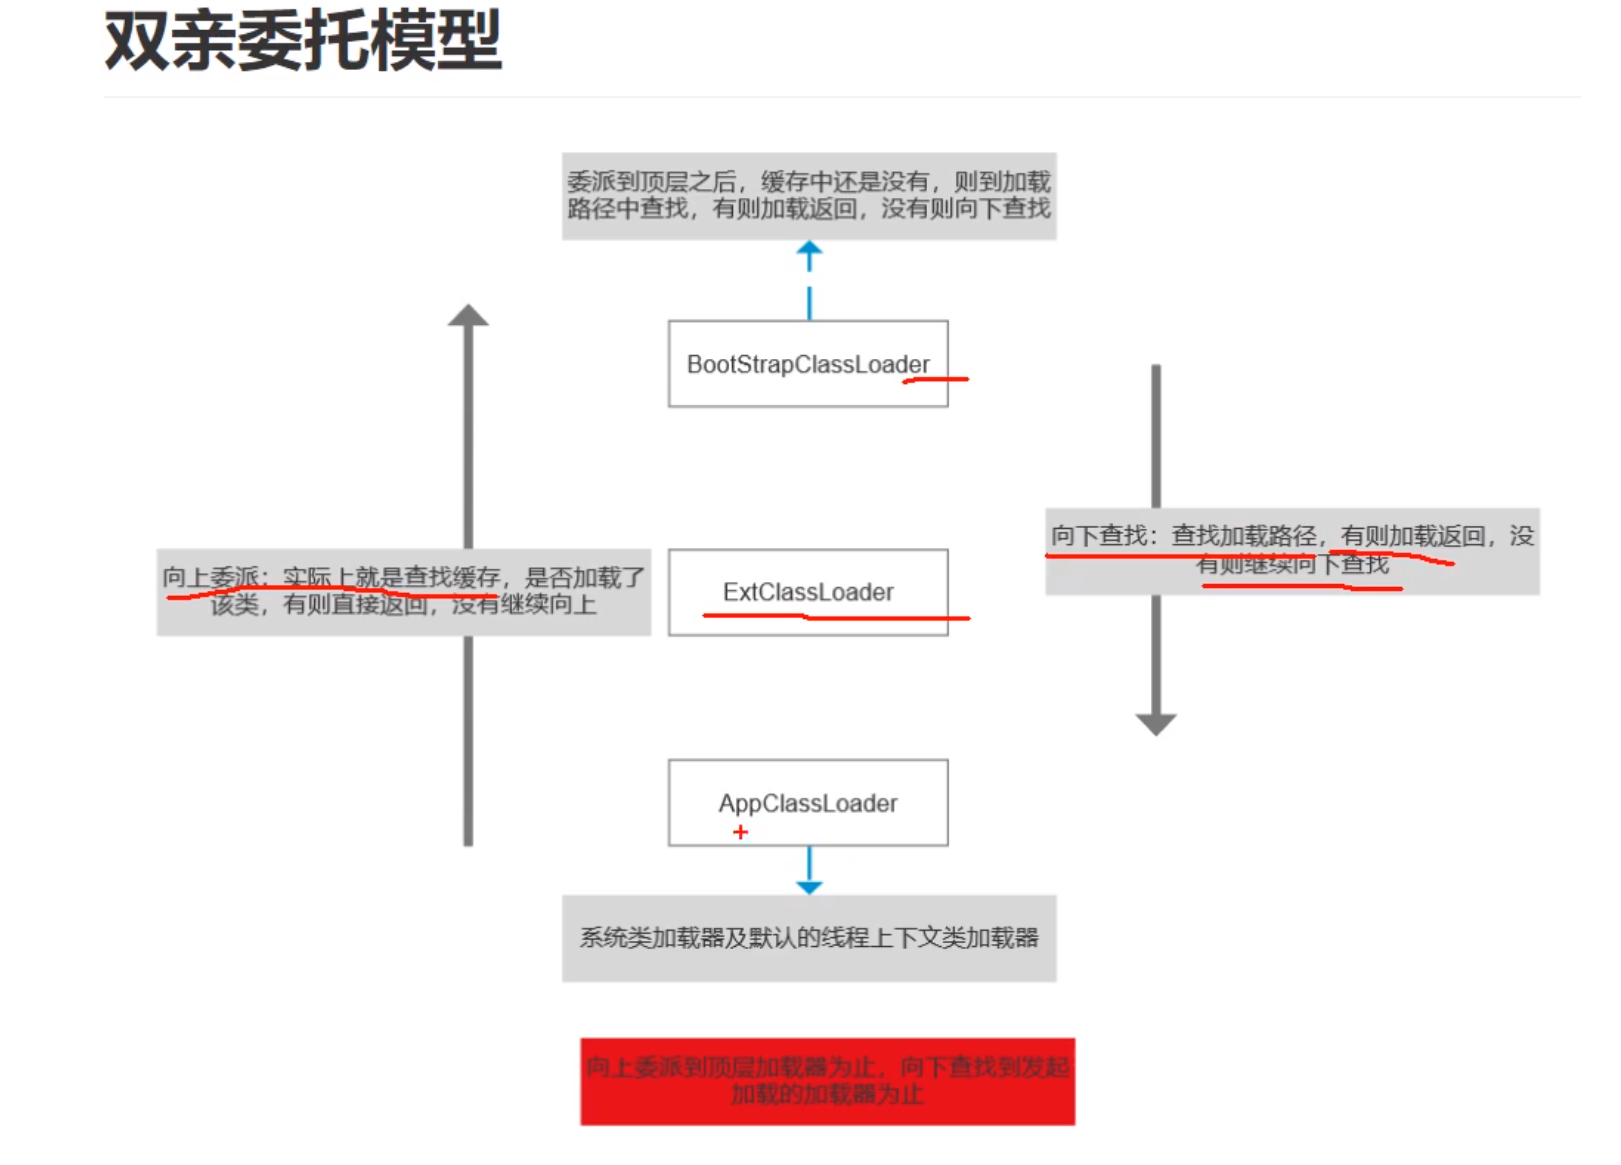 双亲委托模型
委派到顶层之后，缓存中还是没有，则到加载
路径中查找，有则加载返回，没有则向下查找
BootStrapClassLoader
向下查找：查找加载路径，有则加载返回，没
有则继续向下查找
向上委派：实际上就是查找缓存，是否加载了
该类，有则直接返回，没有继续向上
ExtClassLoader
AppClassLoader
系统类加载器及默认的线程上下文类加载器
向上委派到顶层加载器为止，向下查找到发起
加载的加载器为止